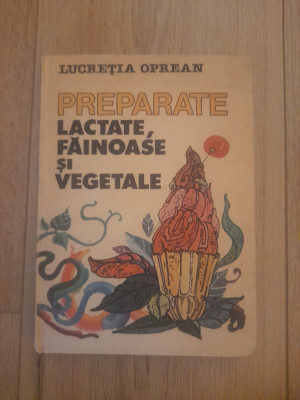 LUCREȚIA OPREAN
PREPARATE
LACTATE,
FĂINOASE
ȘI
VEGETALE